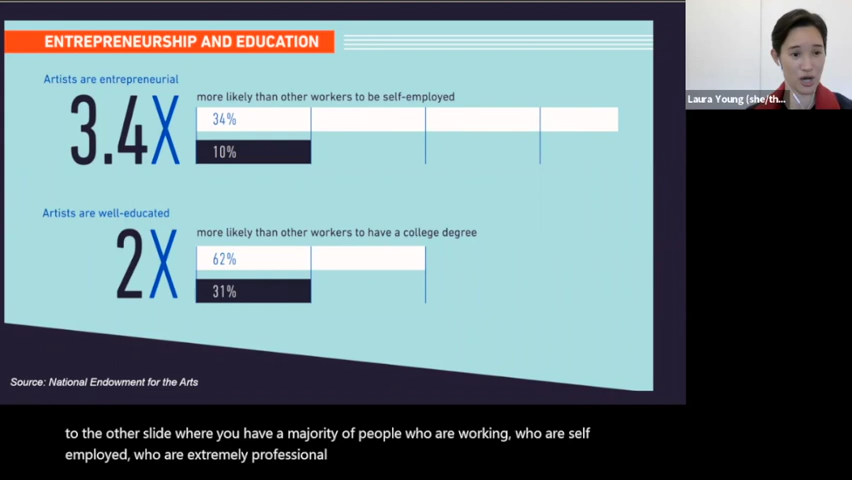 ENTREPRENEURSHIP AND EDUCATION
Artists are entrepreneurial
3.4X
more likely than other workers to be self-employed
34%
10%
Artists are well-educated
2X
more likely than other workers to have a college degree
62%
31%
Source: National Endowment for the Arts
Laura Young (she/th...
to the other slide where you have a majority of people who are working, who are self
employed, who are extremely professional